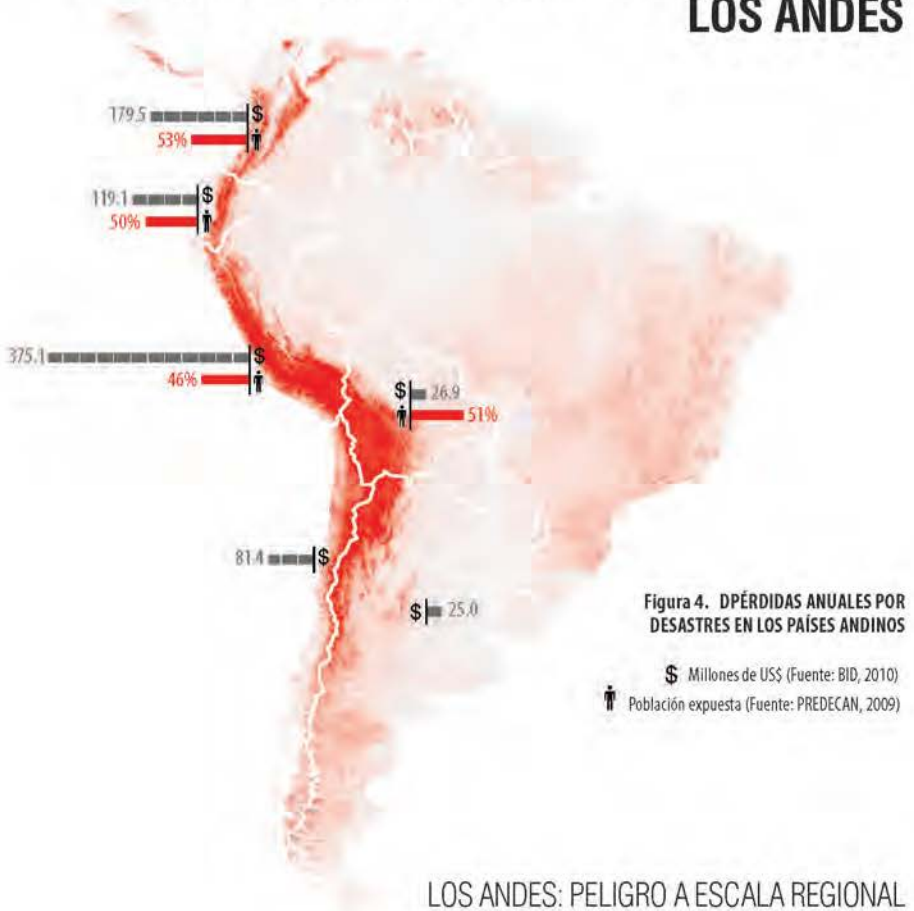 LOS ANDES
179.5 $
53%
119.1 $
50%
375.1 $
46%
$ 26.9
51%
81.4 $
$ 25.0
Figura 4. DPÉRDIDAS ANUALES POR
DESASTRES EN LOS PAÍSES ANDINOS
$ Millones de US$ (Fuente: BID, 2010)
Población expuesta (Fuente: PREDECAN, 2009)
LOS ANDES: PELIGRO A ESCALA REGIONAL